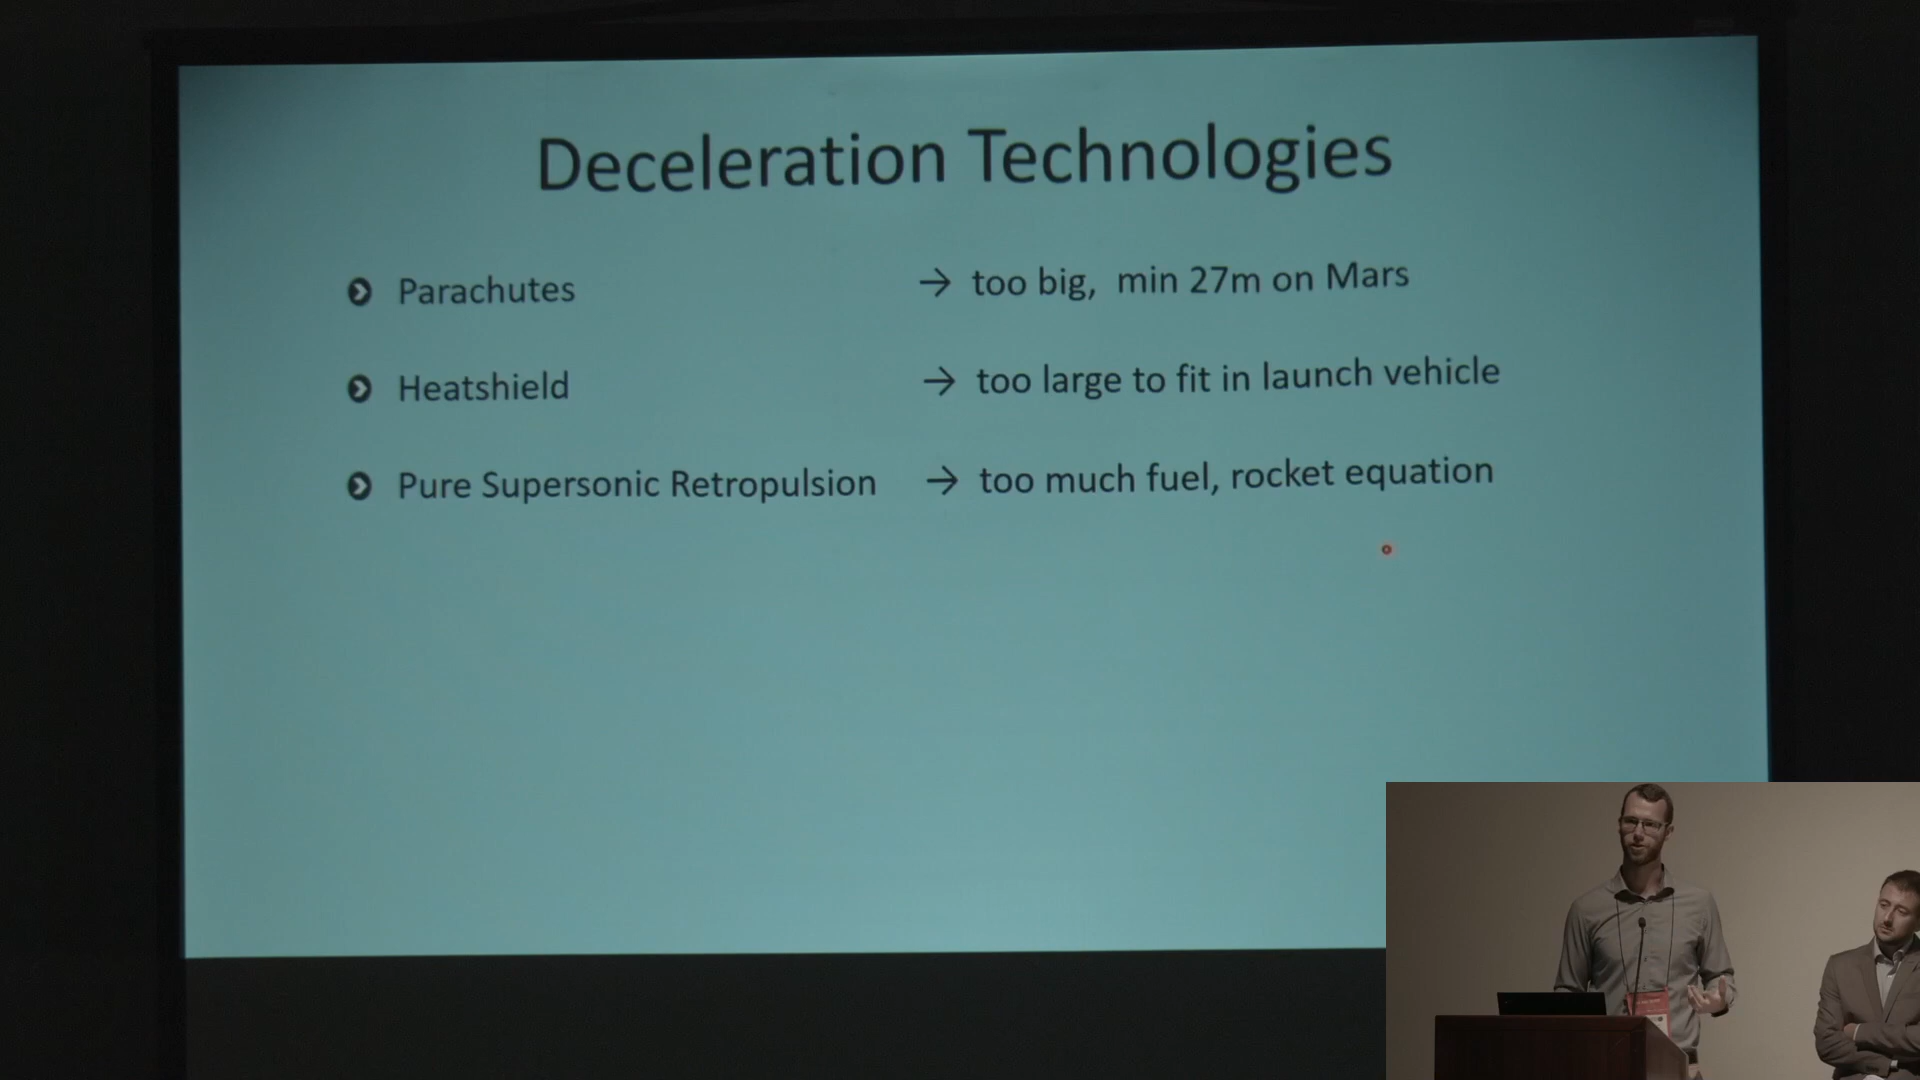 Deceleration Technologies
Parachutes → too big, min 27m on Mars
Heatshield → too large to fit in launch vehicle
Pure Supersonic Retropulsion → too much fuel, rocket equation